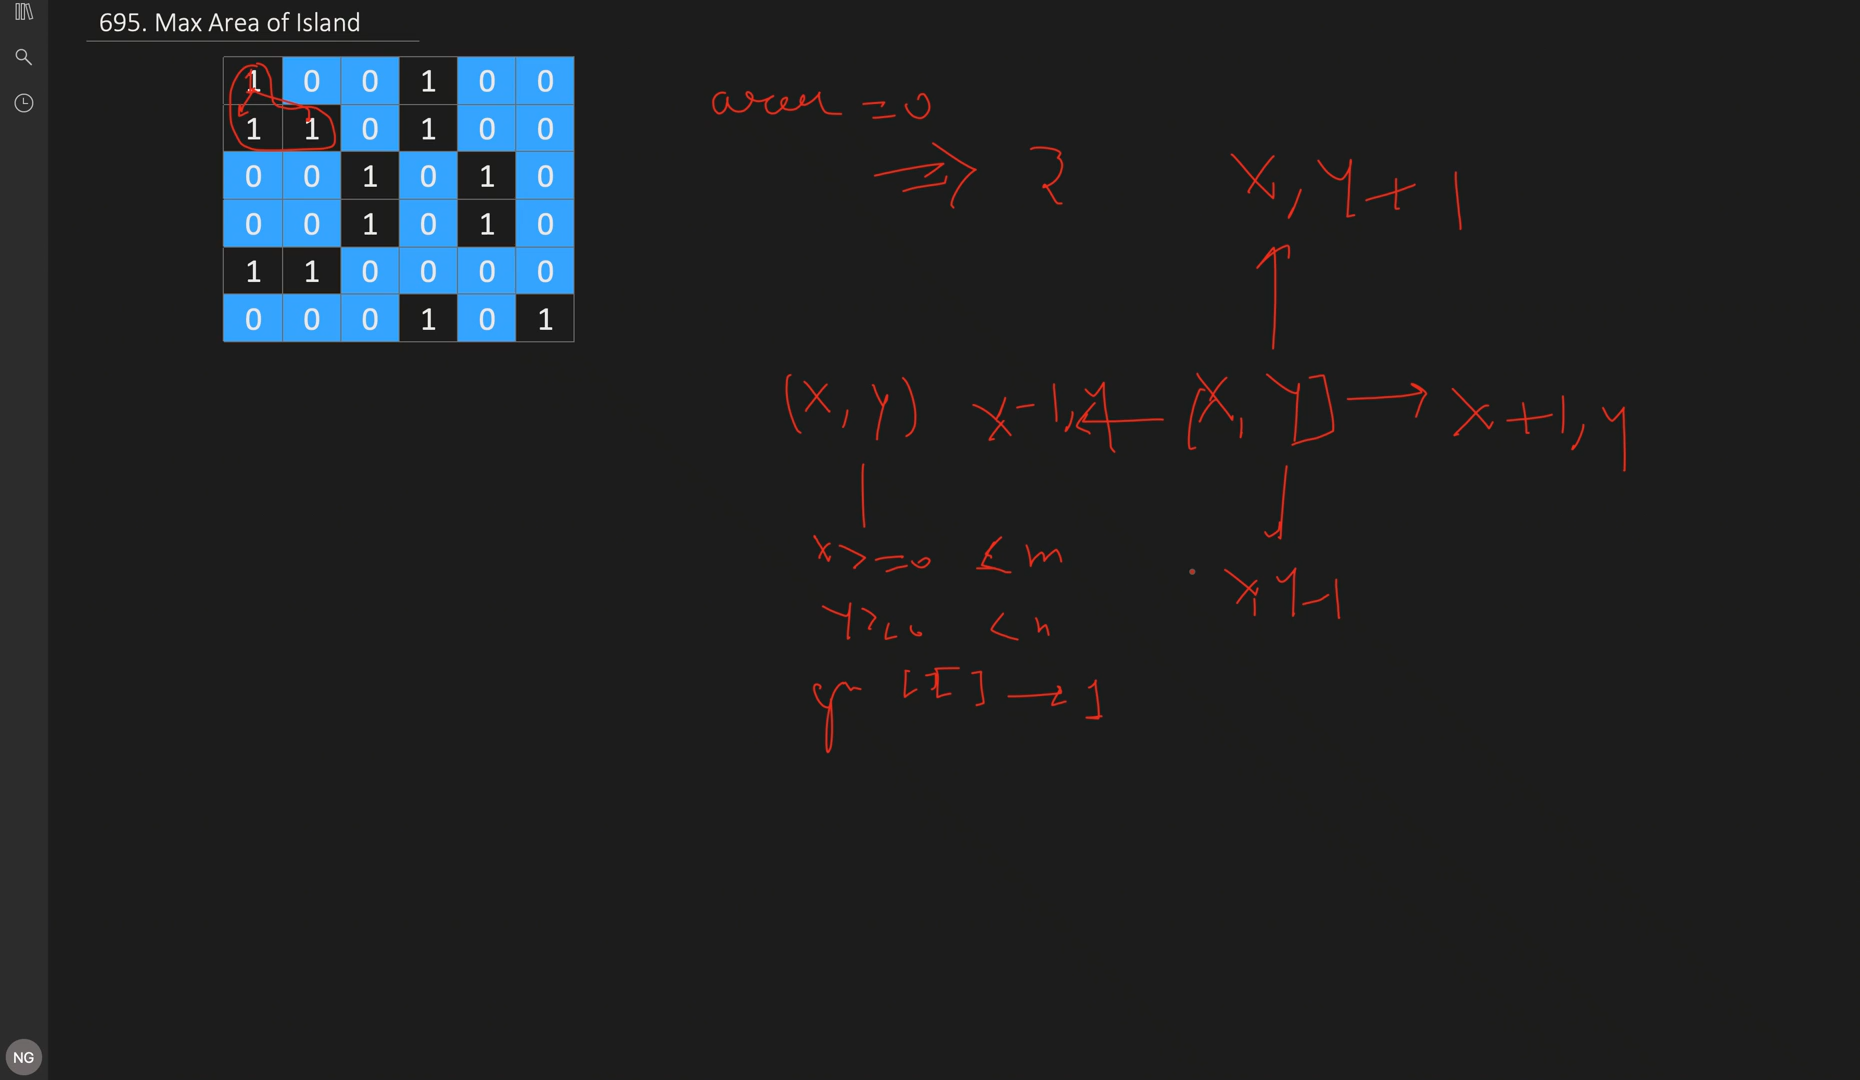 695. Max Area of Island
1 0 0 1 0 0
1 1 0 1 0 0
0 0 1 0 1 0
0 0 1 0 1 0
1 1 0 0 0 0
0 0 0 1 0 1
area = 0
x, y + 1
(x, y) x - 1, y [x, y] x + 1, y
x >= 0 ≤ m
x, y - 1
< n
1
NG